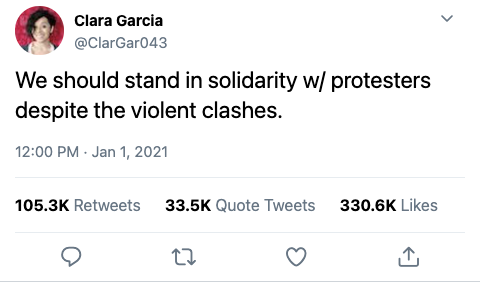 Clara Garcia
@ClarGar043
We should stand in solidarity w/ protesters
despite the violent clashes.
12:00 PM · Jan 1, 2021
105.3K Retweets 33.5K Quote Tweets 330.6K Likes